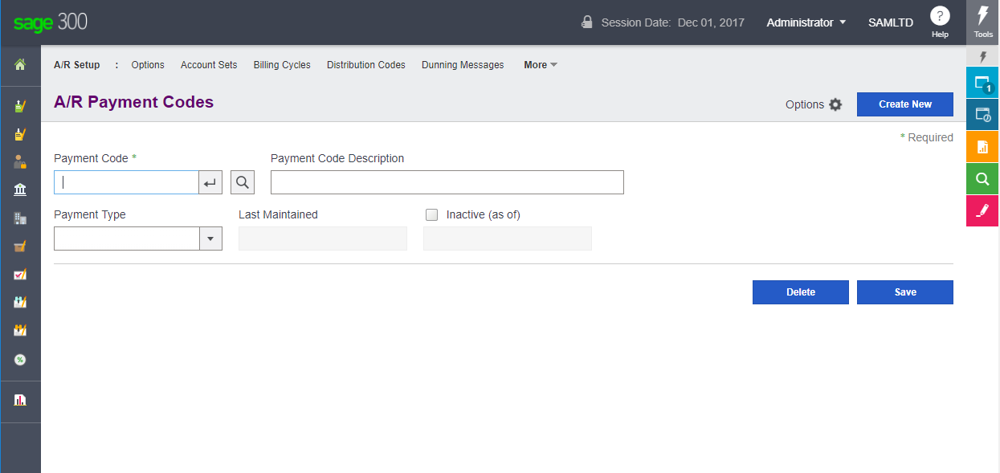 sage 300 Session Date: Dec 01, 2017 Administrator SAMLTD ? Help Tools
A/R Setup : Options Account Sets Billing Cycles Distribution Codes Dunning Messages More
1
A/R Payment Codes Options Create New
* Required
Payment Code * Payment Code Description
Payment Type Last Maintained Inactive (as of)
Delete Save
%